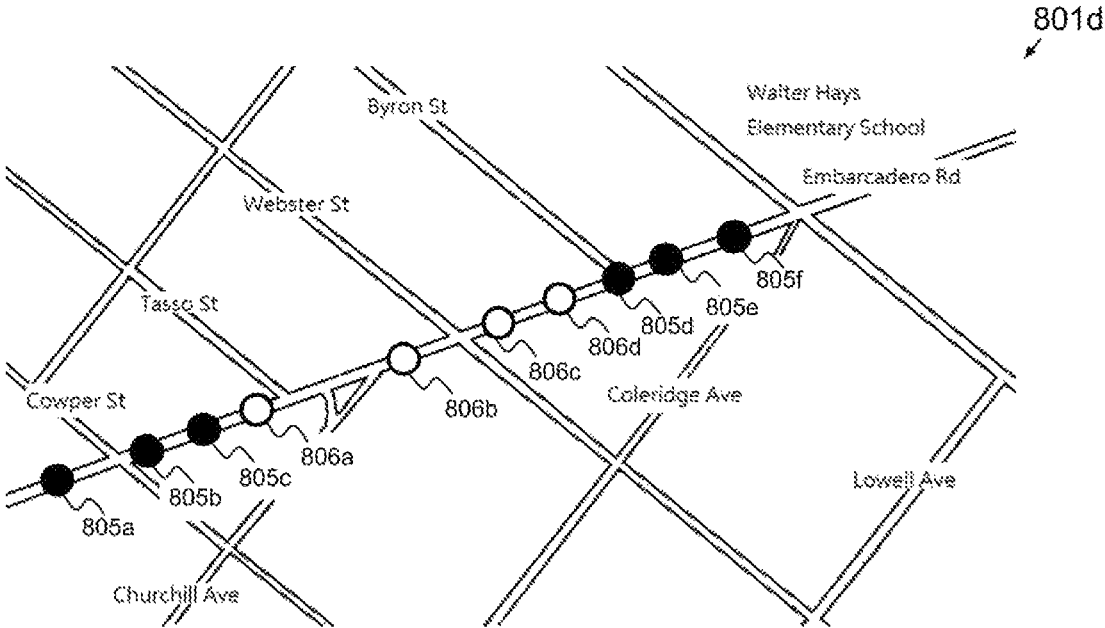 801d
Walter Hays
Elementary School
Byron St
Embarcadero Rd
Webster St
805f
Tasso St
805e
805d
806d
806c
Coleridge Ave
Cowper St
806b
806a
805c
Lowell Ave
805b
805a
Churchill Ave